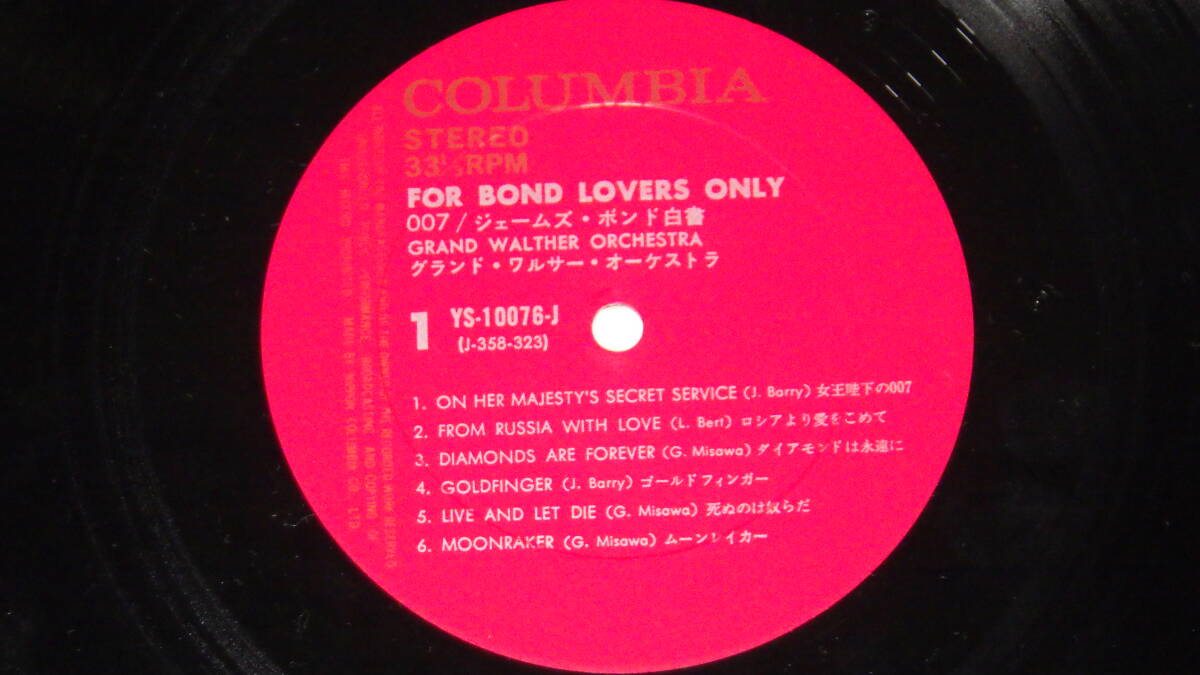 COLUMBIA
STEREO
33⅓RPM
FOR BOND LOVERS ONLY
007/ジェームズ・ボンド白書
GRAND WALTHER ORCHESTRA
グランド・ワルサー・オーケストラ
1
YS-10076-J
(J-358-323)
1. ON HER MAJESTY'S SECRET SERVICE (J. Barry) 女王陛下の007
2. FROM RUSSIA WITH LOVE (L. Bert) ロシアより愛をこめて
3. DIAMONDS ARE FOREVER (G. Misawa) ダイアモンドは永遠に
4. GOLDFINGER (J. Barry) ゴールドフィンガー
5. LIVE AND LET DIE (G. Misawa) 死ぬのは奴らだ
6. MOONRAKER (G. Misawa) ムーンレイカー